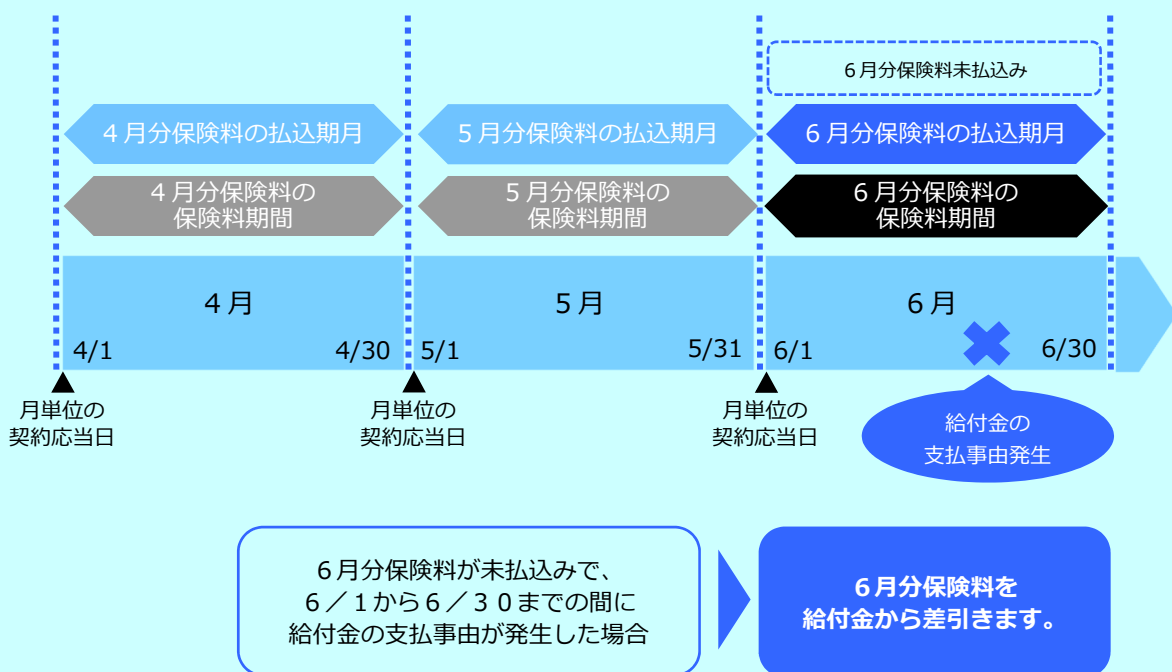 ６月分保険料未払込み
４月分保険料の払込期月
５月分保険料の払込期月
６月分保険料の払込期月
４月分保険料の
保険料期間
５月分保険料の
保険料期間
６月分保険料の
保険料期間
４月
５月
６月
4/1
4/30
5/1
5/31
6/1
6/30
月単位の
契約応当日
月単位の
契約応当日
月単位の
契約応当日
給付金の
支払事由発生
６月分保険料が未払込みで、
６／１から６／３０までの間に
給付金の支払事由が発生した場合
６月分保険料を
給付金から差引きます。